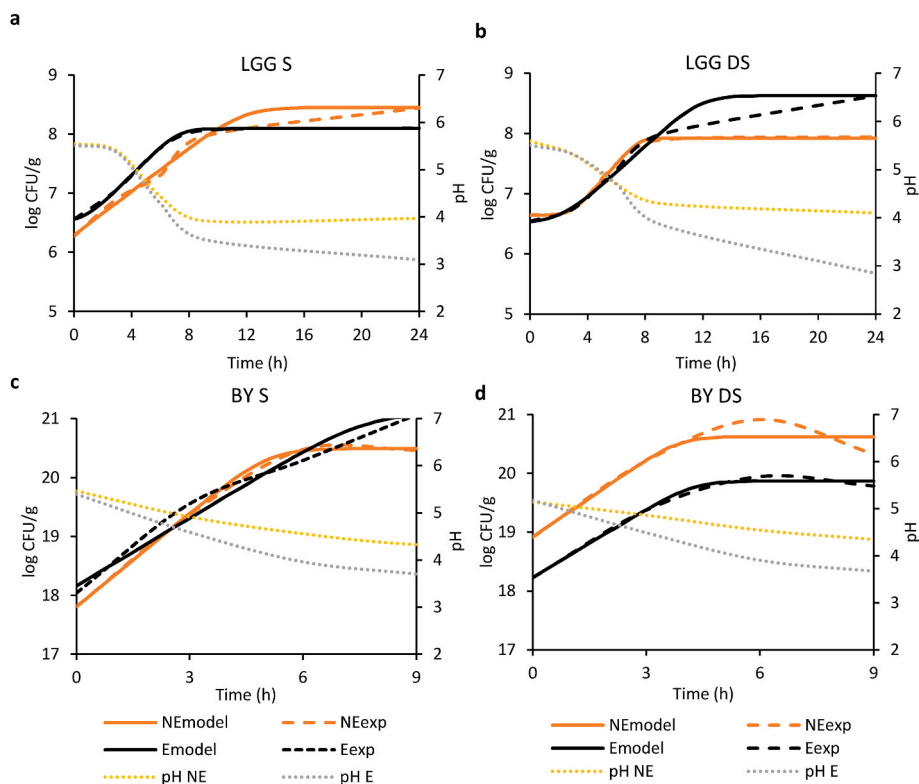 a
LGG S
9
8
7
6
5
log CFU/g
7
6
5
4
3
2
pH
0 4 8 12 16 20 24
Time (h)
b
LGG DS
9
8
7
6
5
log CFU/g
7
6
5
4
3
2
pH
0 4 8 12 16 20 24
Time (h)
c
BY S
21
20
19
18
17
log CFU/g
7
6
5
4
3
2
pH
0 3 6 9
Time (h)
d
BY DS
21
20
19
18
17
log CFU/g
7
6
5
4
3
2
pH
0 3 6 9
Time (h)
NEmodel NEexp
Emodel Eexp
pH NE pH E
NEmodel NEexp
Emodel Eexp
pH NE pH E